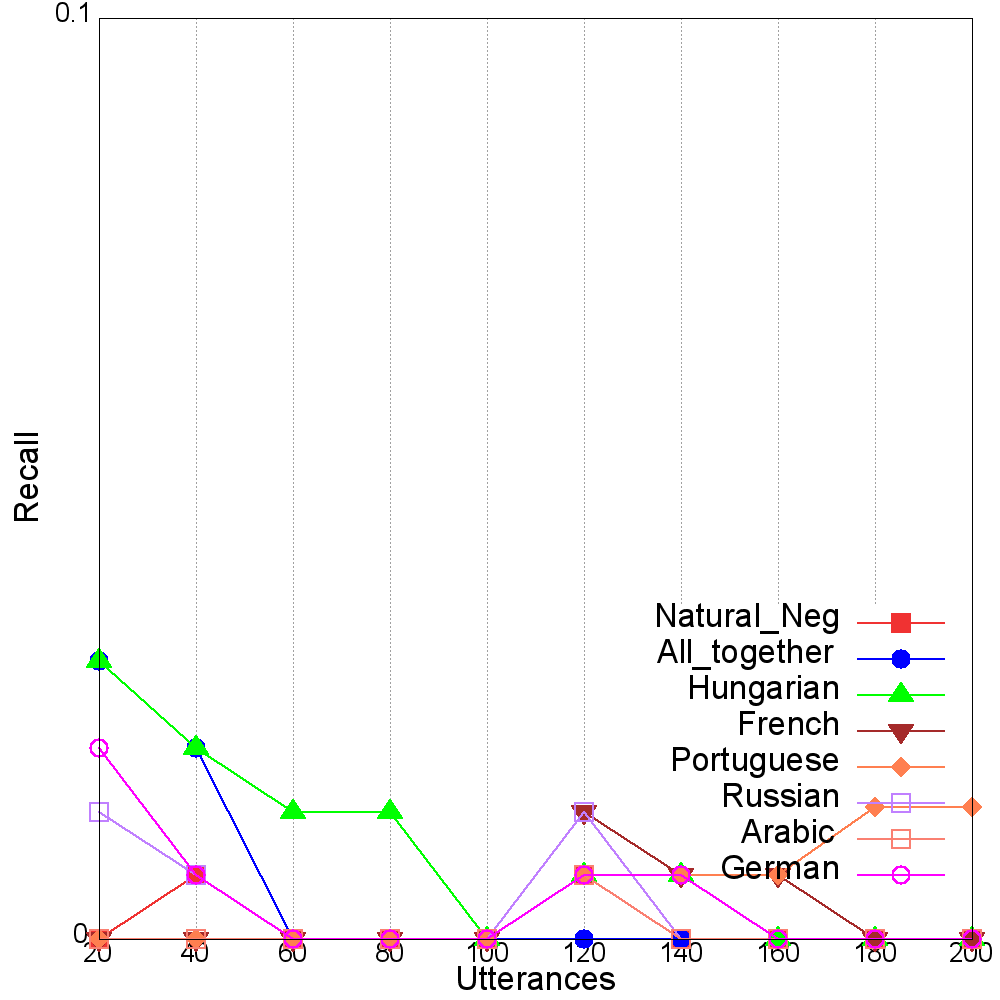 0.1
Recall
Natural_Neg
All_together
Hungarian
French
Portuguese
Russian
Arabic
German
0
20 40 60 80 100 120 140 160 180 200
Utterances